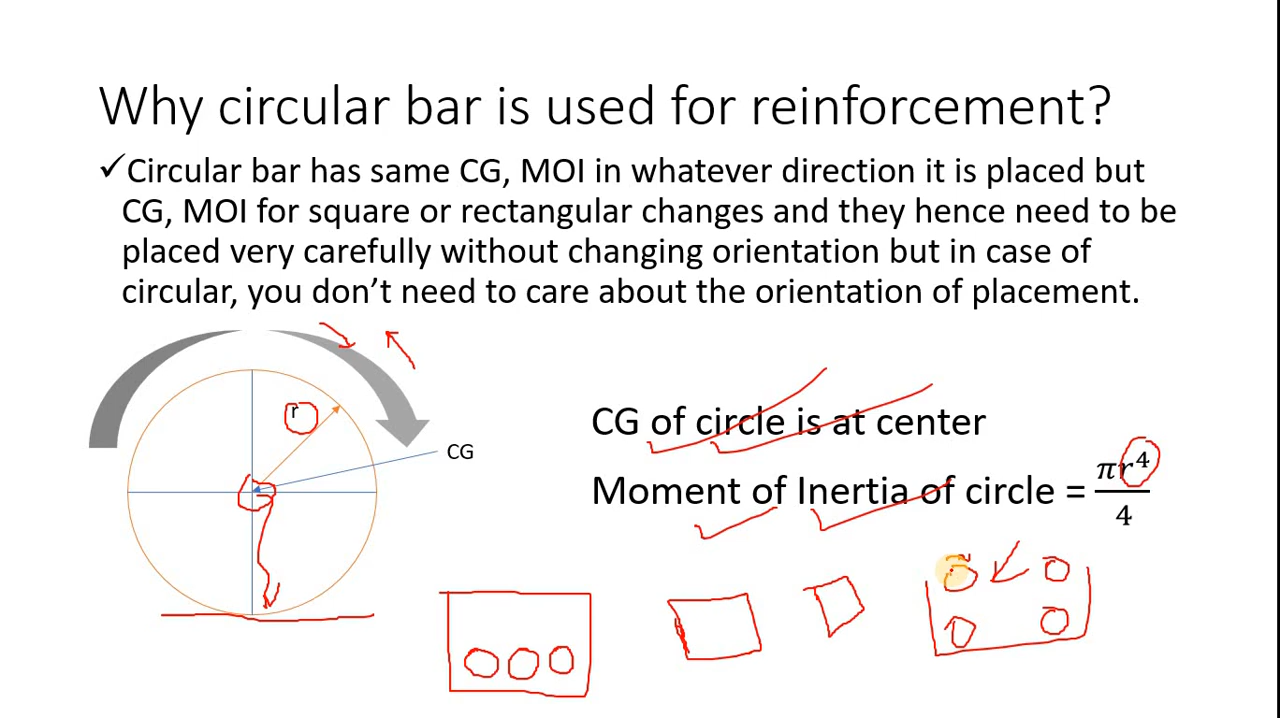 Why circular bar is used for reinforcement?
✓Circular bar has same CG, MOI in whatever direction it is placed but
CG, MOI for square or rectangular changes and they hence need to be
placed very carefully without changing orientation but in case of
circular, you don't need to care about the orientation of placement.
r
CG
CG of circle is at center
Moment of Inertia of circle = πr⁴/4